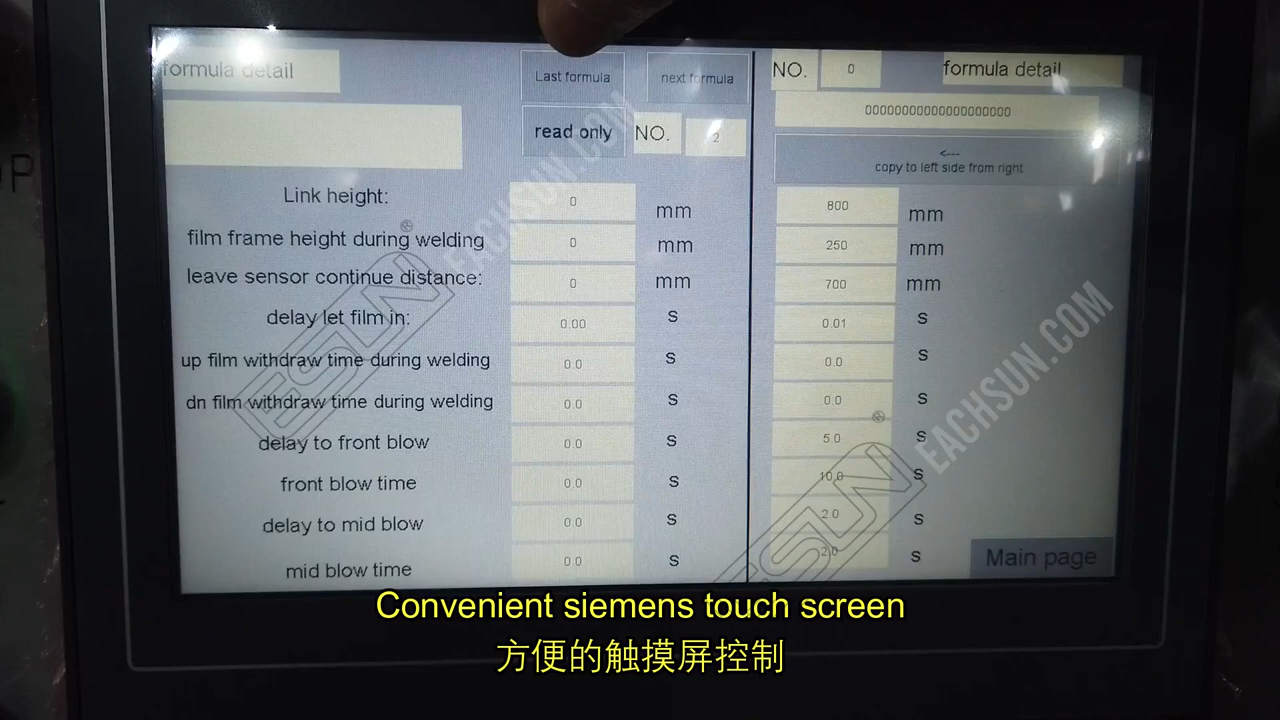 formula detail
Last formula
next formula
NO.
0
formula detail
00000000000000000000
read only
NO.
2
<---
copy to left side from right
Link height: 0 mm 800 mm
film frame height during welding 0 mm 250 mm
leave sensor continue distance: 0 mm 700 mm
delay let film in: 0.00 S 0.01 S
up film withdraw time during welding 0.0 S 0.0 S
dn film withdraw time during welding 0.0 S 0.0 S
delay to front blow 0.0 S 5.0 S
front blow time 0.0 S 10.0 S
delay to mid blow 0.0 S 2.0 S
mid blow time 0.0 S 2.0 S
Main page
ESUN EACHSUN.COM
ESUN EACHSUN.COM
Convenient siemens touch screen
方便的触摸屏控制